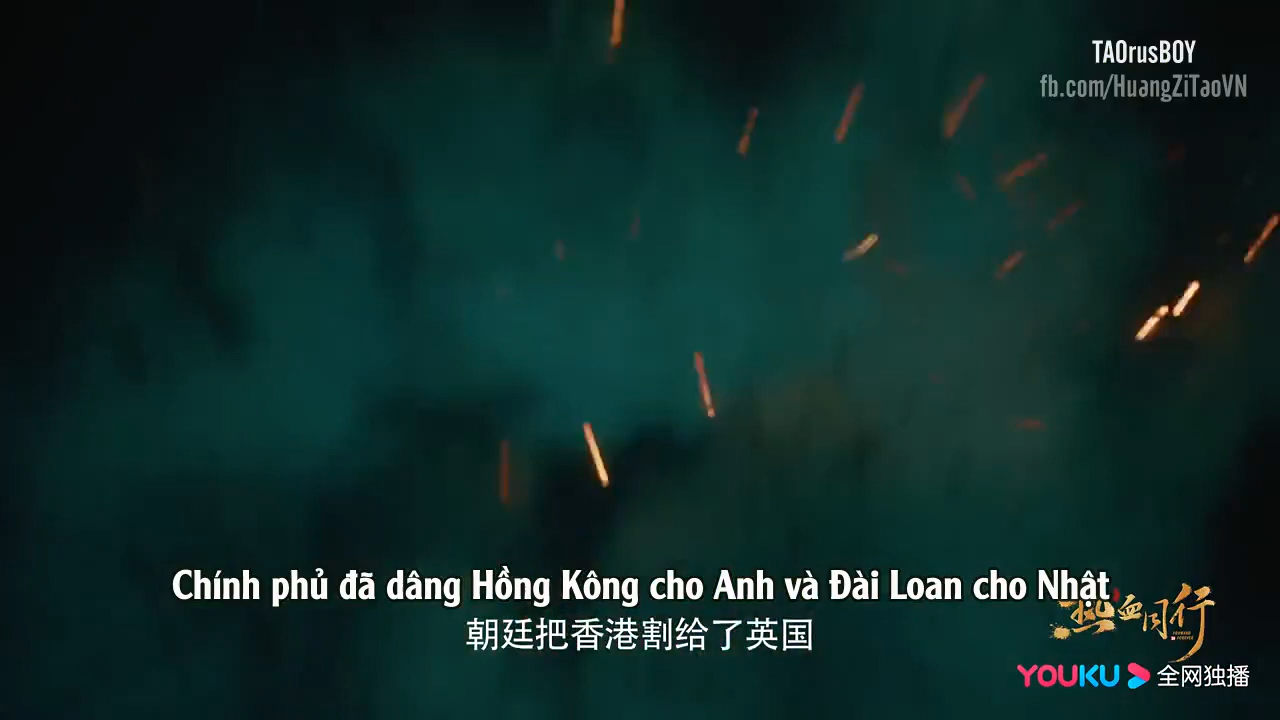 TAOrusBOY
fb.com/HuangZiTaoVN
Chính phủ đã dâng Hồng Kông cho Anh và Đài Loan cho Nhật
朝廷把香港割给了英国
热血同行
YOUKU 全网独播